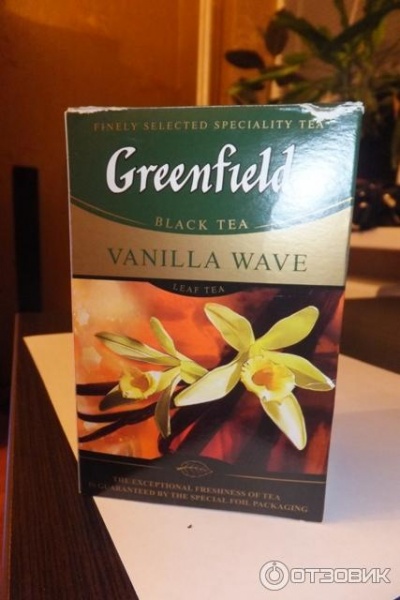 FINELY SELECTED SPECIALITY TEA
Greenfield
BLACK TEA
VANILLA WAVE
LEAF TEA
THE EXCEPTIONAL FRESHNESS OF TEA
IS GUARANTEED BY THE SPECIAL FOIL PACKAGING
ОТЗОВИК